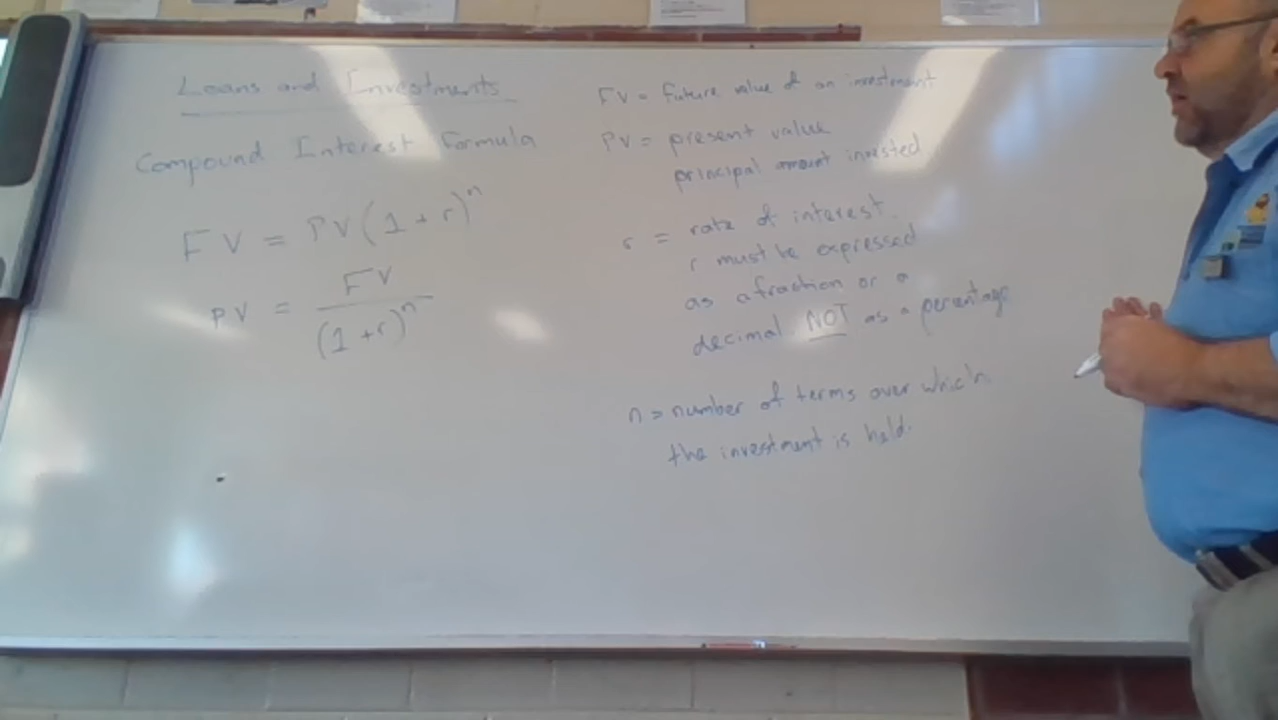 Loans and Investments
Compound Interest Formula
FV = PV(1+r)^n
PV = FV/(1+r)^n
FV = future value of an investment
PV = present value
principal amount invested
r = rate of interest.
r must be expressed
as a fraction or a
decimal. NOT as a percentage
n = number of terms over which
the investment is held.